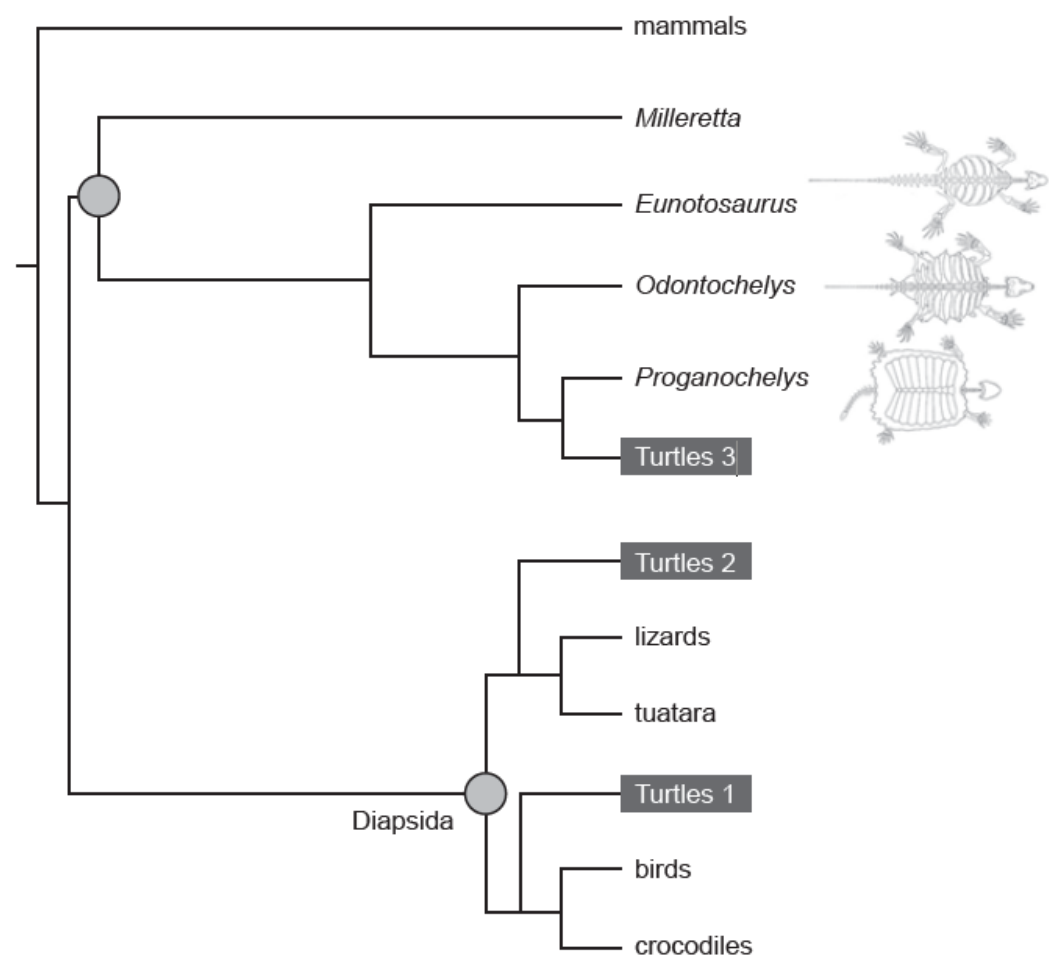 mammals
Milleretta
Eunotosaurus
Odontochelys
Proganochelys
Turtles 3
Turtles 2
lizards
tuatara
Turtles 1
Diapsida
birds
crocodiles